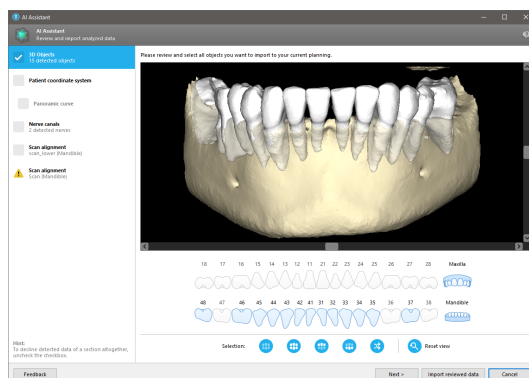 AI Assistant
AI Assistant
Review and import analyzed data
3D Objects
15 detected objects
Patient coordinate system
Panoramic curve
Nerve canals
2 detected nerves
Scan alignment
scan_lower (Mandible)
Scan alignment
Scan (Mandible)
Hint:
To decline detected data of a section altogether,
uncheck the checkbox.
Please review and select all objects you want to import to your current planning.
18 17 16 15 14 13 12 11 21 22 23 24 25 26 27 28 Maxilla
48 47 46 45 44 43 42 41 31 32 33 34 35 36 37 38 Mandible
Selection: Reset view
Feedback Next > Import reviewed data Cancel